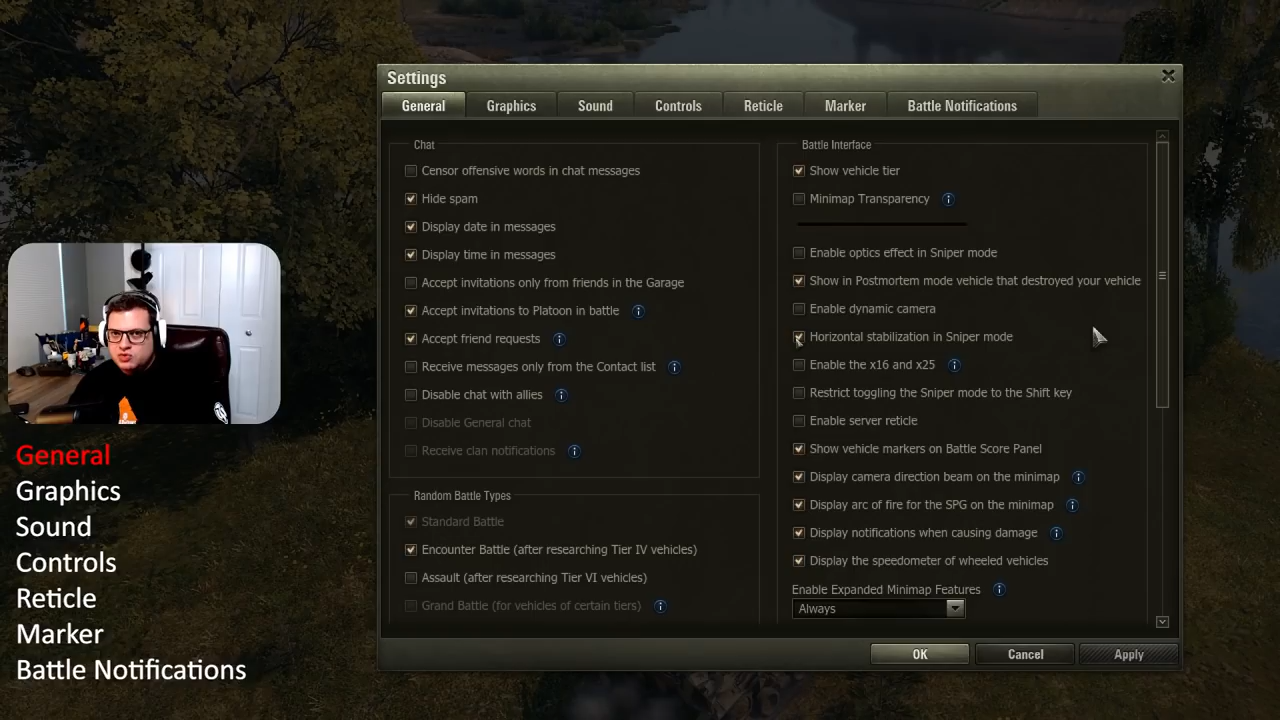 Settings
General
Graphics
Sound
Controls
Reticle
Marker
Battle Notifications
Chat
Censor offensive words in chat messages
Hide spam
Display date in messages
Display time in messages
Accept invitations only from friends in the Garage
Accept invitations to Platoon in battle
Accept friend requests
Receive messages only from the Contact list
Disable chat with allies
Disable General chat
Receive clan notifications
Random Battle Types
Standard Battle
Encounter Battle (after researching Tier IV vehicles)
Assault (after researching Tier VI vehicles)
Grand Battle (for vehicles of certain tiers)
Battle Interface
Show vehicle tier
Minimap Transparency
Enable optics effect in Sniper mode
Show in Postmortem mode vehicle that destroyed your vehicle
Enable dynamic camera
Horizontal stabilization in Sniper mode
Enable the x16 and x25
Restrict toggling the Sniper mode to the Shift key
Enable server reticle
Show vehicle markers on Battle Score Panel
Display camera direction beam on the minimap
Display arc of fire for the SPG on the minimap
Display notifications when causing damage
Display the speedometer of wheeled vehicles
Enable Expanded Minimap Features
Always
OK
Cancel
Apply
General
Graphics
Sound
Controls
Reticle
Marker
Battle Notifications